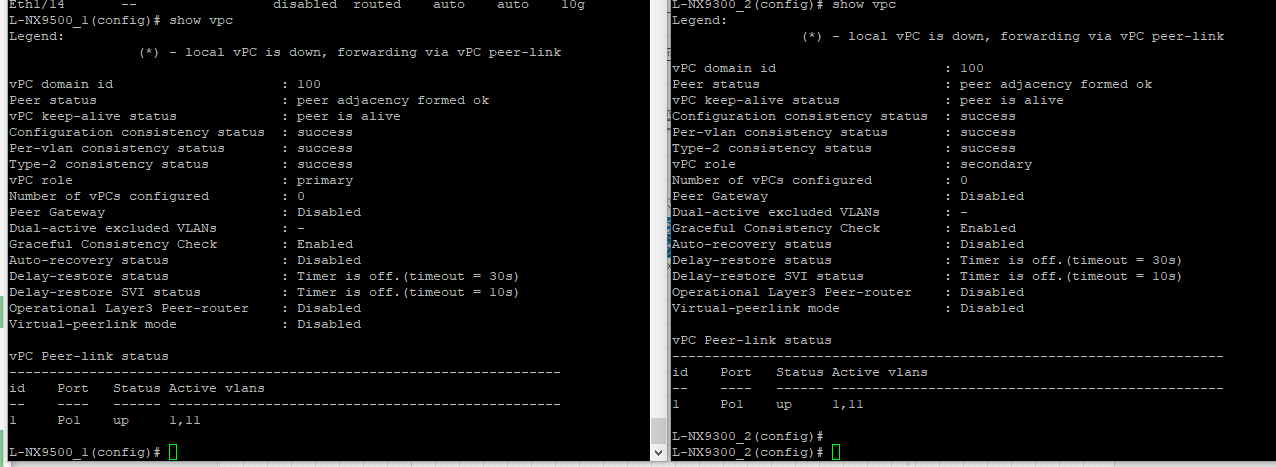 Eth1/14       --                 disabled  routed    auto    auto    10g
L-NX9500_1(config)# show vpc
Legend:
                (*) - local vPC is down, forwarding via vPC peer-link

vPC domain id                     : 100
Peer status                       : peer adjacency formed ok
vPC keep-alive status             : peer is alive
Configuration consistency status  : success
Per-vlan consistency status       : success
Type-2 consistency status         : success
vPC role                          : primary
Number of vPCs configured         : 0
Peer Gateway                      : Disabled
Dual-active excluded VLANs        : -
Graceful Consistency Check        : Enabled
Auto-recovery status              : Disabled
Delay-restore status              : Timer is off.(timeout = 30s)
Delay-restore SVI status          : Timer is off.(timeout = 10s)
Operational Layer3 Peer-router    : Disabled
Virtual-peerlink mode             : Disabled

vPC Peer-link status
---------------------------------------------------------------------
id    Port   Status Active vlans
--    ----   ------ -------------------------------------------------
1     Po1    up     1,11

L-NX9500_1(config)#
L-NX9300_2(config)# show vpc
Legend:
                (*) - local vPC is down, forwarding via vPC peer-link

vPC domain id                     : 100
Peer status                       : peer adjacency formed ok
vPC keep-alive status             : peer is alive
Configuration consistency status  : success
Per-vlan consistency status       : success
Type-2 consistency status         : success
vPC role                          : secondary
Number of vPCs configured         : 0
Peer Gateway                      : Disabled
Dual-active excluded VLANs        : -
Graceful Consistency Check        : Enabled
Auto-recovery status              : Disabled
Delay-restore status              : Timer is off.(timeout = 30s)
Delay-restore SVI status          : Timer is off.(timeout = 10s)
Operational Layer3 Peer-router    : Disabled
Virtual-peerlink mode             : Disabled

vPC Peer-link status
---------------------------------------------------------------------
id    Port   Status Active vlans
--    ----   ------ -------------------------------------------------
1     Po1    up     1,11

L-NX9300_2(config)#
L-NX9300_2(config)#